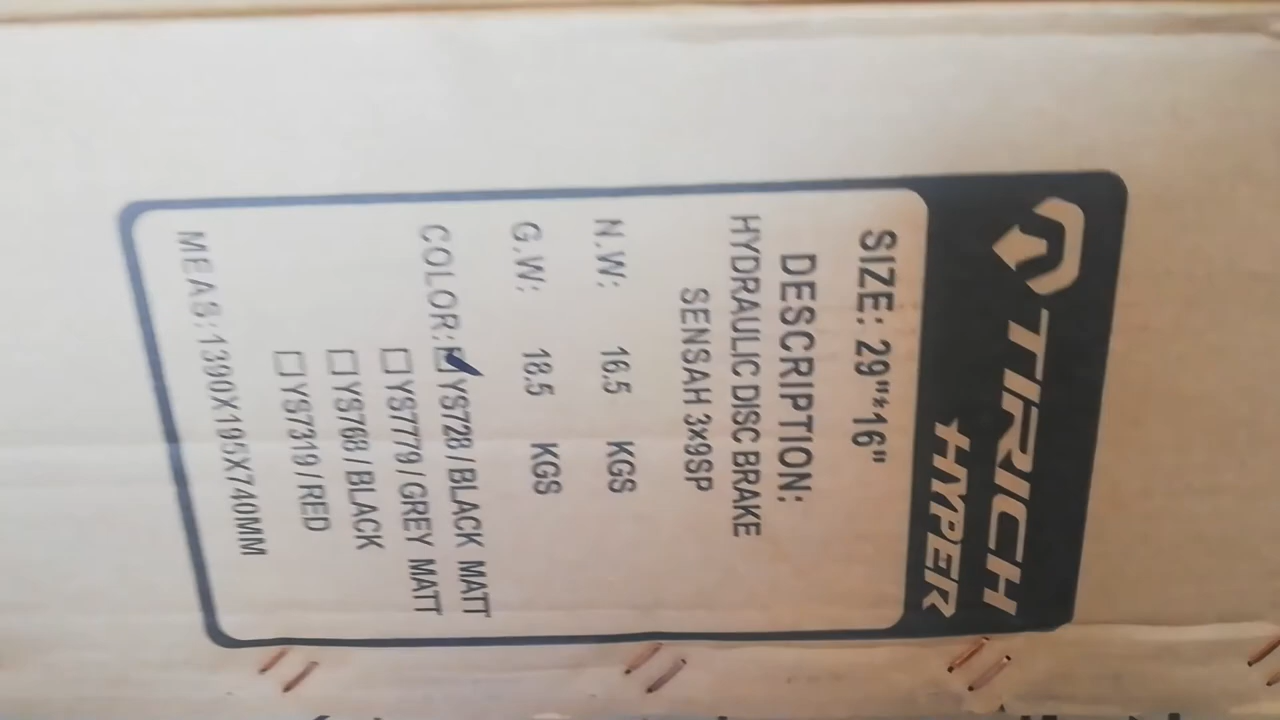 TRICH
HYPER
SIZE: 29"*16"
DESCRIPTION:
HYDRAULIC DISC BRAKE
SENSAH 3×9SP
N.W: 16.5 KGS
G.W: 18.5 KGS
COLOR: ☑ YS728 / BLACK MATT
☐ YS7779 / GREY MATT
☐ YS768 / BLACK
☐ YS7319 / RED
MEAS: 1390X195X740MM